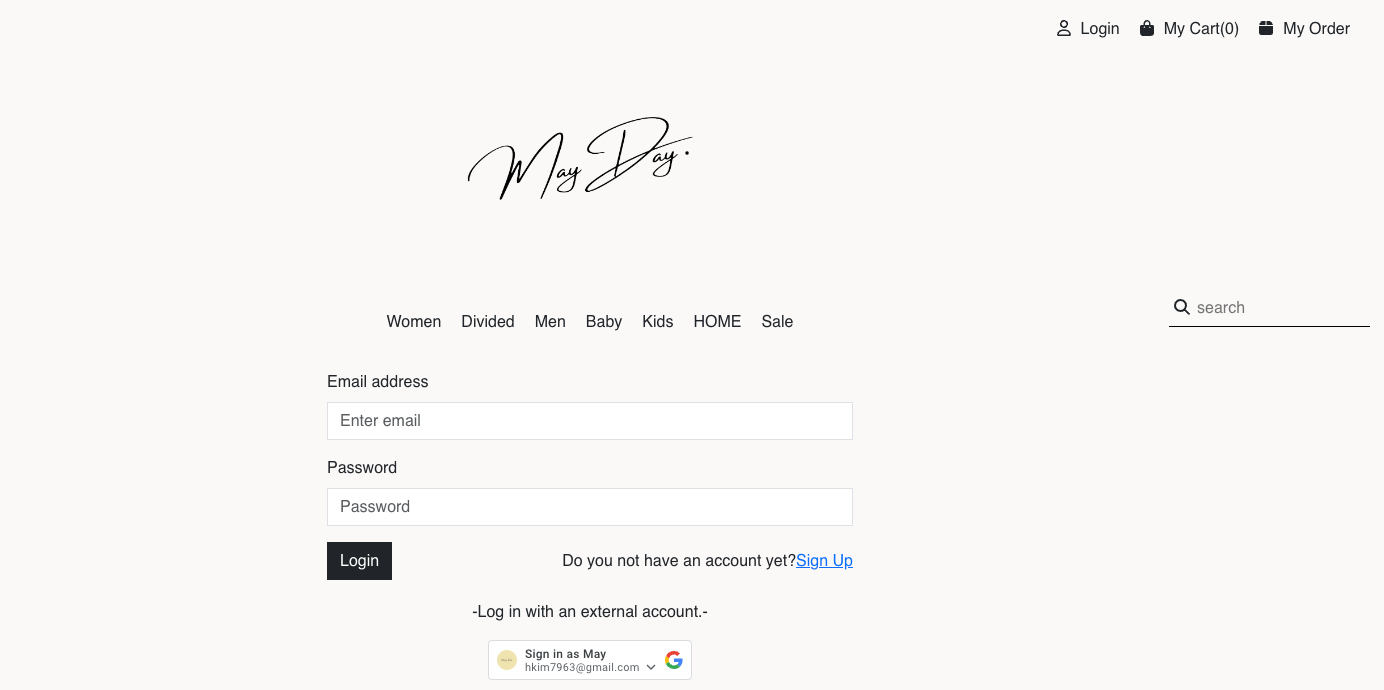 Login My Cart(0) My Order
May Day.
search
Women Divided Men Baby Kids HOME Sale
Email address
Enter email
Password
Password
Login Do you not have an account yet?Sign Up
-Log in with an external account.-
Sign in as May
hkim7963@gmail.com